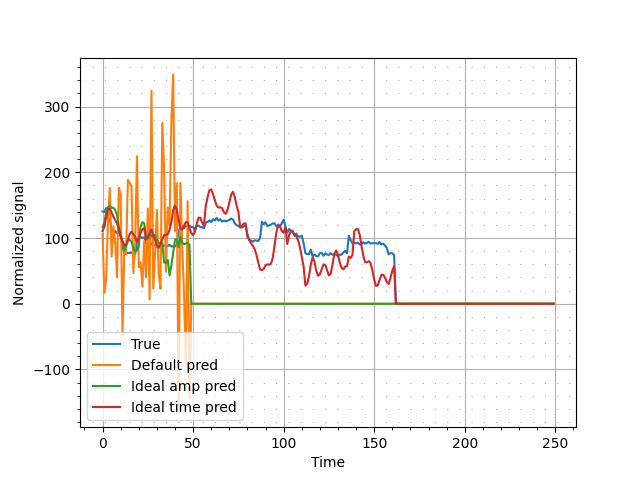 300
200
100
0
−100
Normalized signal
True
Default pred
Ideal amp pred
Ideal time pred
0 50 100 150 200 250
Time